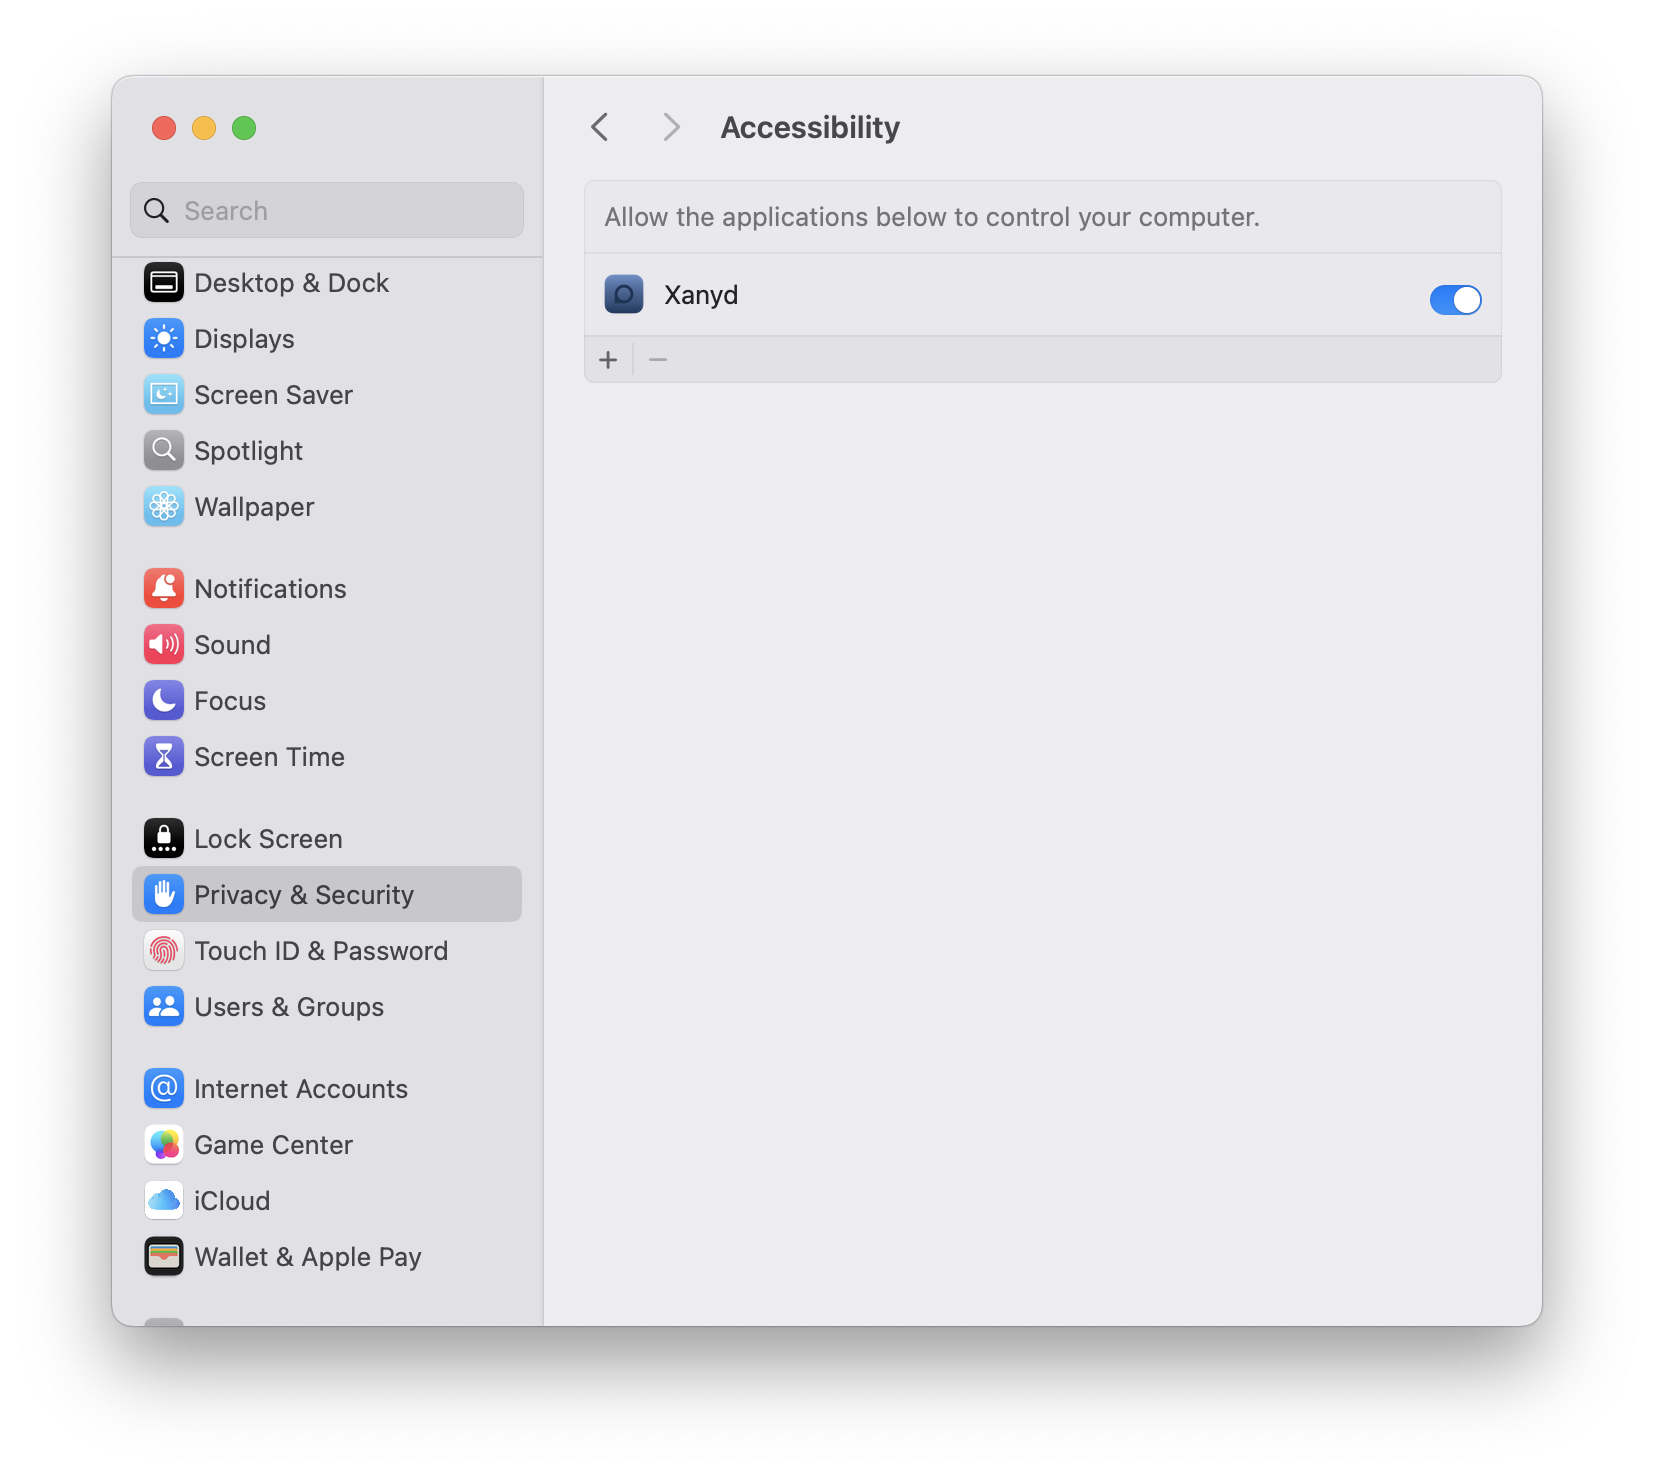 Search
Desktop & Dock
Displays
Screen Saver
Spotlight
Wallpaper
Notifications
Sound
Focus
Screen Time
Lock Screen
Privacy & Security
Touch ID & Password
Users & Groups
Internet Accounts
Game Center
iCloud
Wallet & Apple Pay
Accessibility
Allow the applications below to control your computer.
Xanyd